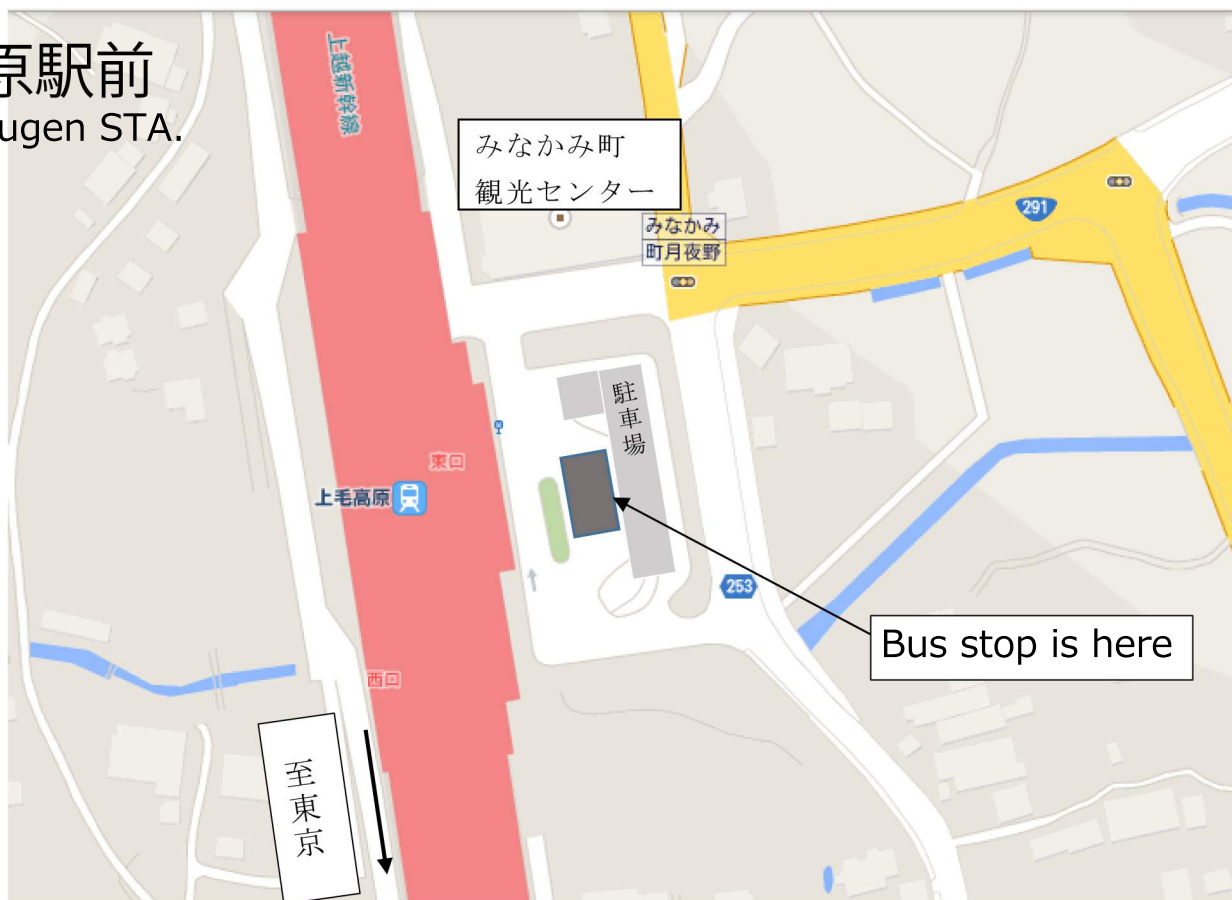 原駅前
ugen STA.
上越新幹線
みなかみ町
観光センター
みなかみ
町月夜野
291
駐車場
東口
上毛高原
253
Bus stop is here
西口
至東京